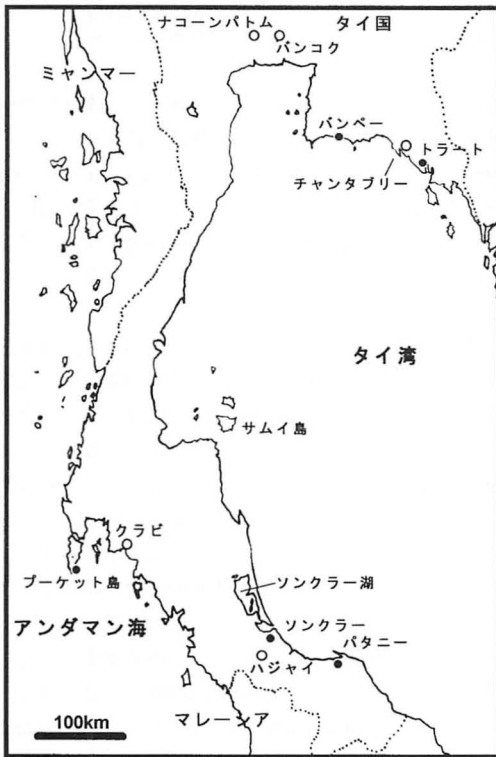 ナコーンパトム
タイ国
バンコク
ミャンマー
バンペー
トラート
チャンタブリー
タイ湾
サムイ島
クラビ
プーケット島
ソンクラー湖
アンダマン海
ソンクラー
パタニー
ハジャイ
マレーシア
100km